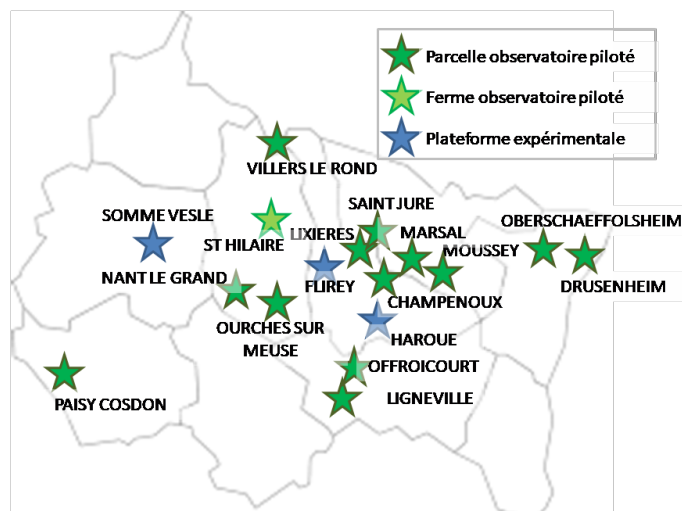 Parcelle observatoire piloté
Ferme observatoire piloté
Plateforme expérimentale
VILLERS LE ROND
SAINT JURE
SOMME VESLE
OBERSCHAEFFOLSHEIM
LIXIERES
MARSAL
ST HILAIRE
MOUSSEY
NANT LE GRAND
FLIREY
DRUSENHEIM
CHAMPENOUX
OURCHES SUR
MEUSE
HAROUE
OFFROICOURT
PAISY COSDON
LIGNEVILLE